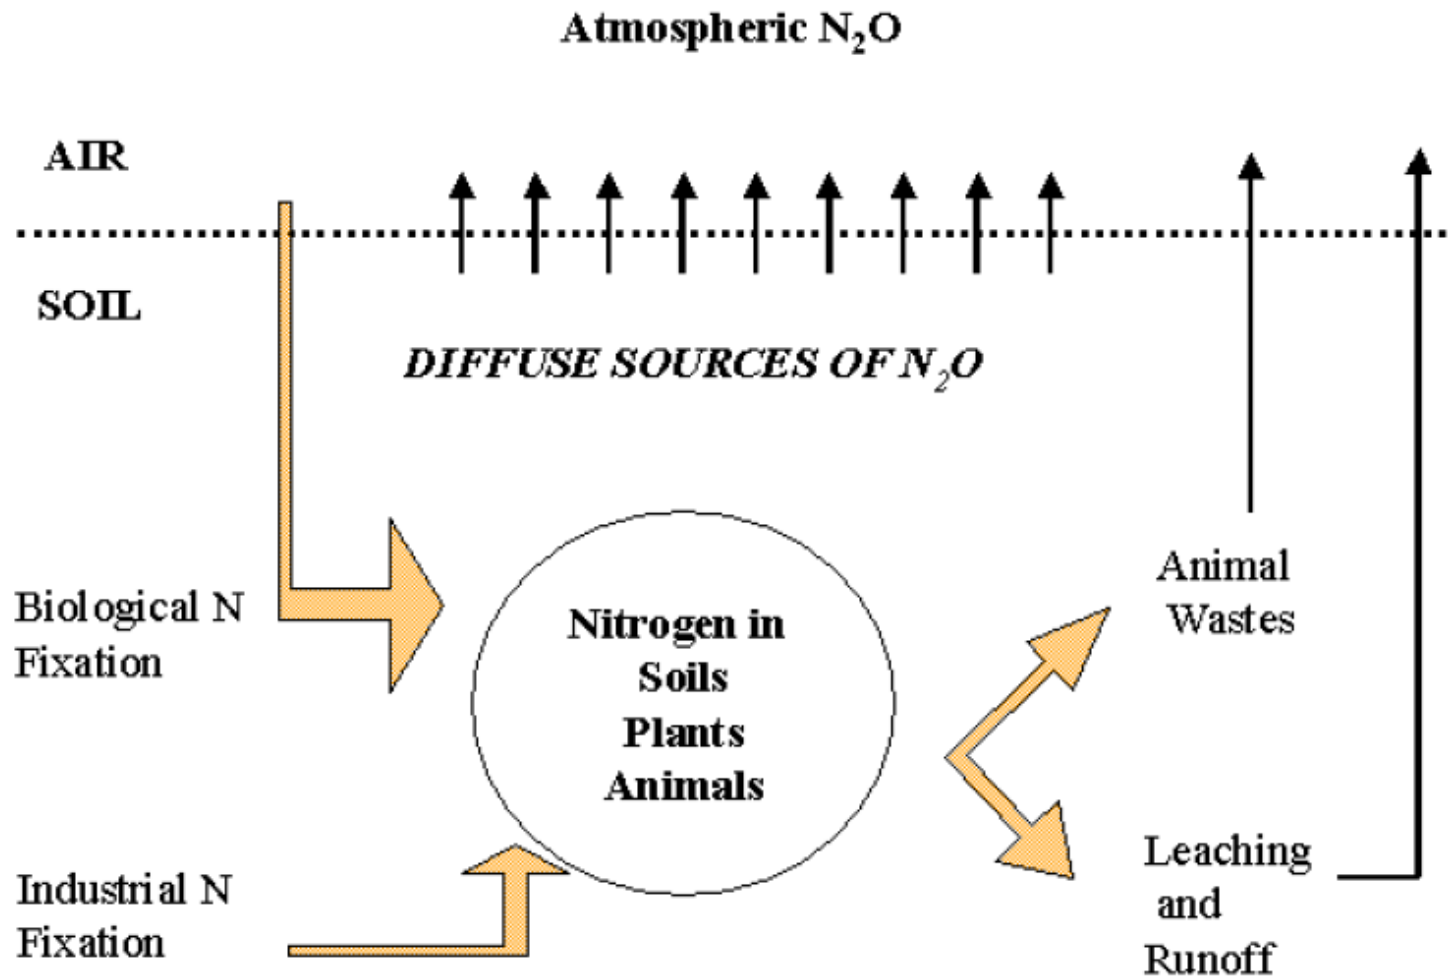 Atmospheric N₂O
AIR
SOIL
DIFFUSE SOURCES OF N₂O
Biological N
Fixation
Nitrogen in
Soils
Plants
Animals
Animal
Wastes
Industrial N
Fixation
Leaching
and
Runoff